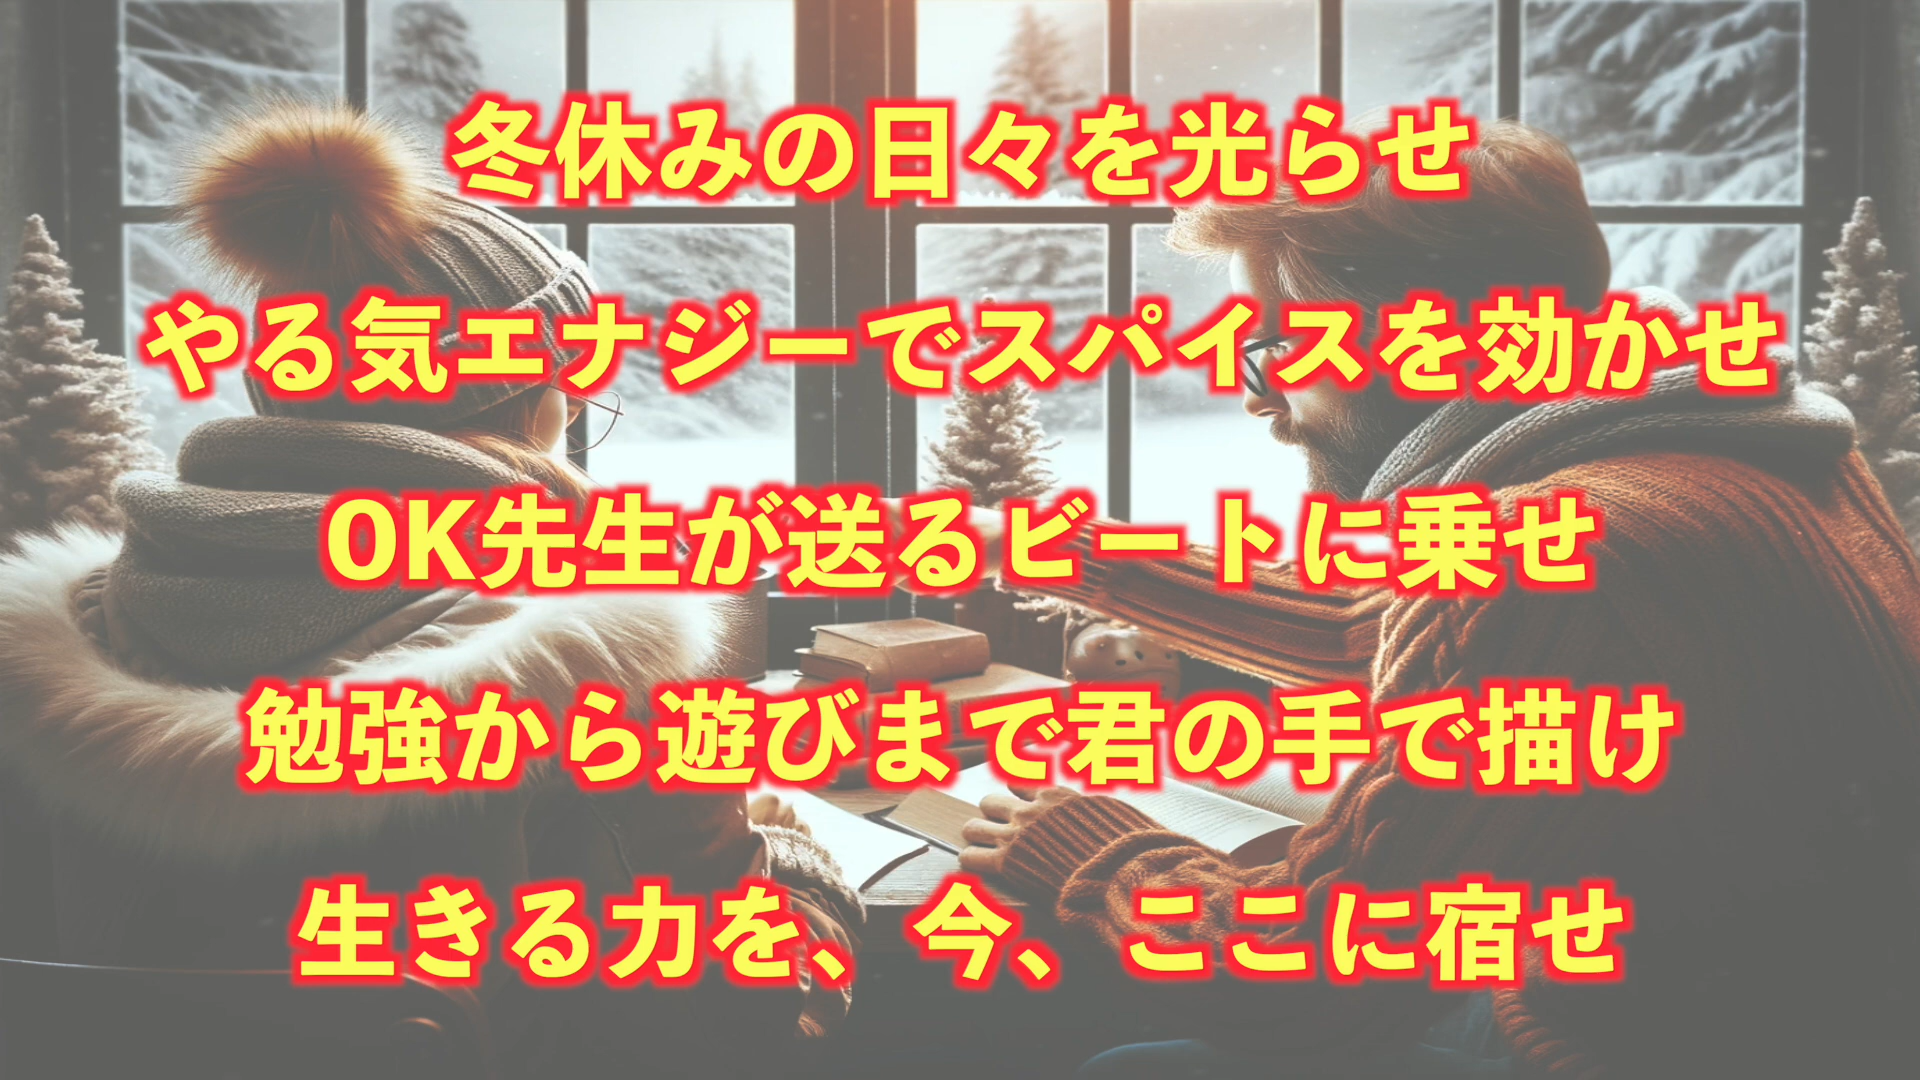 冬休みの日々を光らせ
やる気エナジーでスパイスを効かせ
OK先生が送るビートに乗せ
勉強から遊びまで君の手で描け
生きる力を、今、ここに宿せ